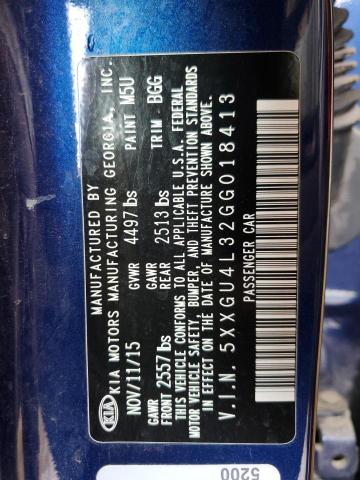 KIA
MANUFACTURED BY
KIA MOTORS MANUFACTURING GEORGIA, INC.
NOV/11/15 GVWR 4497 lbs PAINT M5U
GAWR FRONT 2557 lbs GAWR REAR 2513 lbs TRIM BGG
THIS VEHICLE CONFORMS TO ALL APPLICABLE U.S.A. FEDERAL
MOTOR VEHICLE SAFETY, BUMPER, AND THEFT PREVENTION STANDARDS
IN EFFECT ON THE DATE OF MANUFACTURE SHOWN ABOVE.
V.I.N. 5XXGU4L32GG018413
PASSENGER CAR
5200